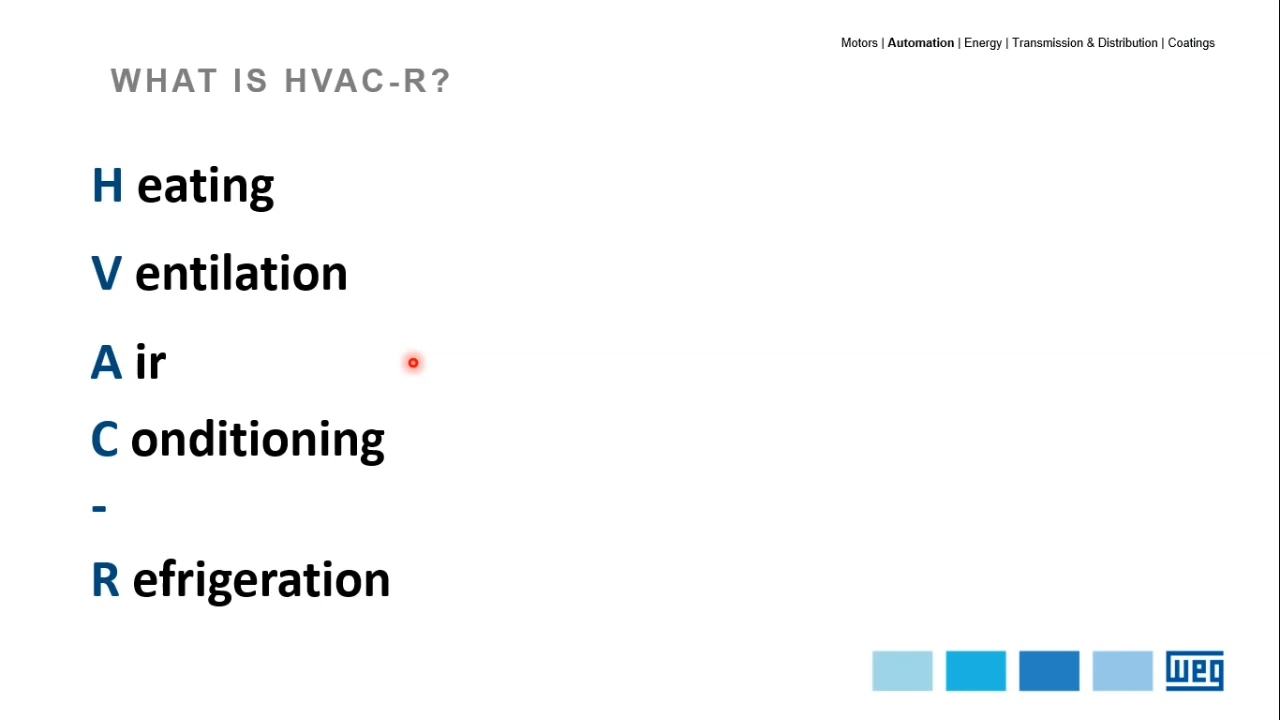 Motors | Automation | Energy | Transmission & Distribution | Coatings
WHAT IS HVAC-R?
H eating
V entilation
A ir
C onditioning
-
R efrigeration
weg